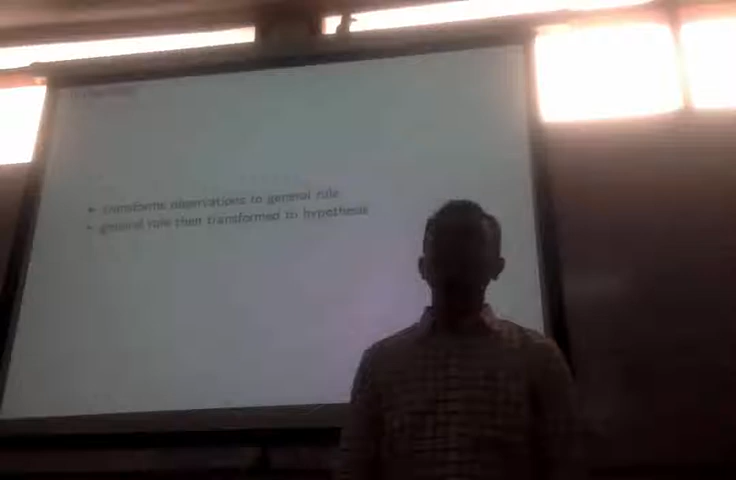 transforms observations to general rule
general rule then transformed to hypothesis